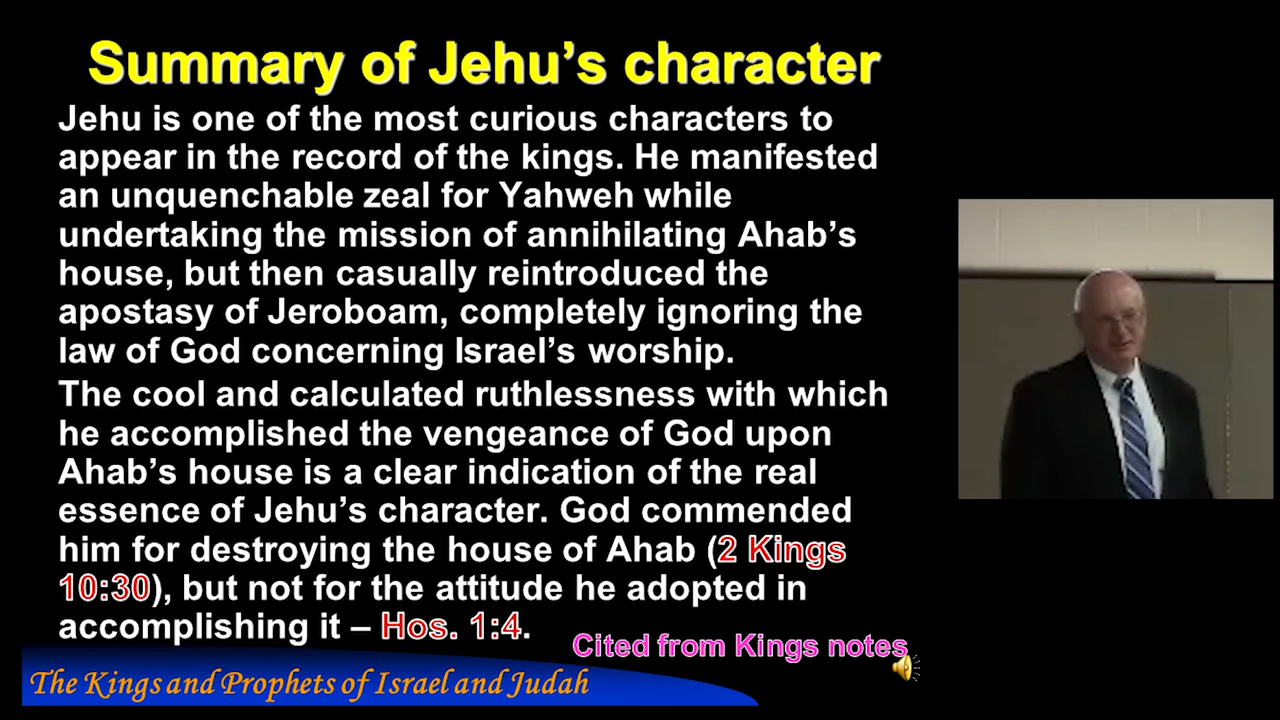 Summary of Jehu’s character
Jehu is one of the most curious characters to
appear in the record of the kings. He manifested
an unquenchable zeal for Yahweh while
undertaking the mission of annihilating Ahab’s
house, but then casually reintroduced the
apostasy of Jeroboam, completely ignoring the
law of God concerning Israel’s worship.
The cool and calculated ruthlessness with which
he accomplished the vengeance of God upon
Ahab’s house is a clear indication of the real
essence of Jehu’s character. God commended
him for destroying the house of Ahab (2 Kings
10:30), but not for the attitude he adopted in
accomplishing it – Hos. 1:4.
Cited from Kings notes
The Kings and Prophets of Israel and Judah